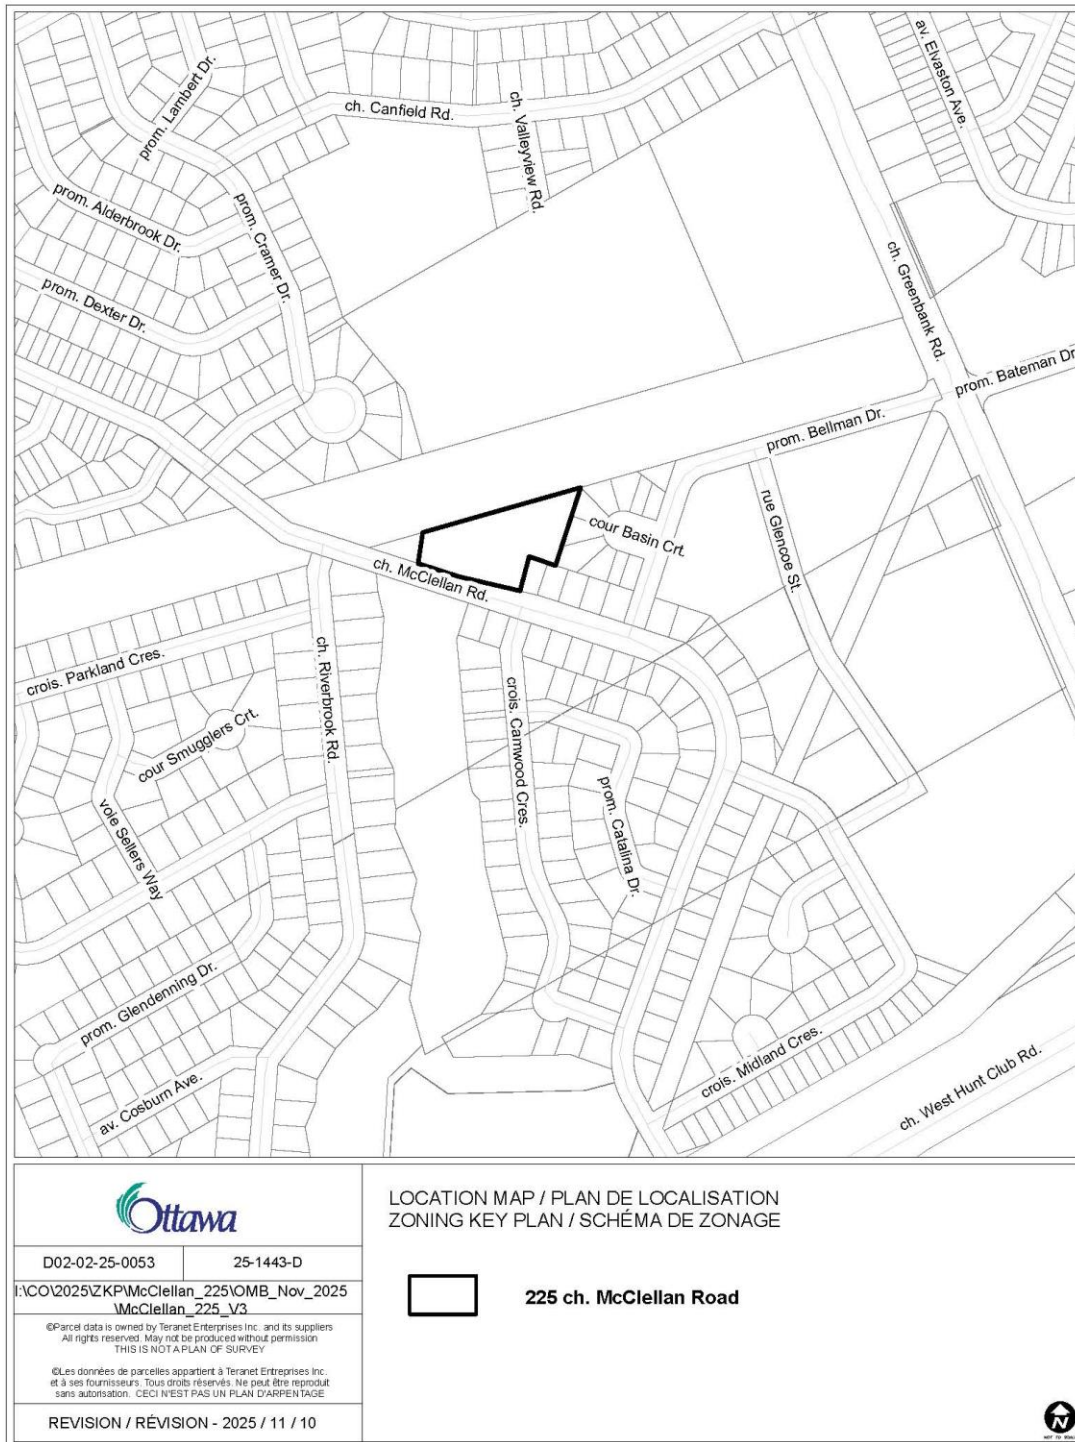 prom. Lambert Dr.
ch. Canfield Rd.
ch. Valleyview Rd.
av. Elvaston Ave.
prom. Alderbrook Dr.
prom. Cramer Dr.
prom. Dexter Dr.
ch. Greenbank Rd.
prom. Bateman Dr.
prom. Bellman Dr.
rue Glencoe St.
cour Basin Crt.
ch. McClellan Rd.
crois. Parkland Cres.
ch. Riverbrook Rd.
cour Smugglers Crt.
crois. Camwood Cres.
prom. Catalina Dr.
voie Sellers Way
prom. Glendenning Dr.
av. Cosburn Ave.
crois. Midland Cres.
ch. West Hunt Club Rd.
Ottawa
D02-02-25-0053
25-1443-D
I:\CO\2025\ZKP\McClellan_225\OMB_Nov_2025
\McClellan_225_V3
©Parcel data is owned by Teranet Enterprises Inc. and its suppliers
All rights reserved. May not be produced without permission
THIS IS NOT A PLAN OF SURVEY
©Les données de parcelles appartient à Teranet Entreprises Inc.
et à ses fournisseurs. Tous droits réservés. Ne peut être reproduit
sans autorisation. CECI N'EST PAS UN PLAN D'ARPENTAGE
REVISION / RÉVISION - 2025 / 11 / 10
LOCATION MAP / PLAN DE LOCALISATION
ZONING KEY PLAN / SCHÉMA DE ZONAGE
225 ch. McClellan Road
N
NOT TO SCALE